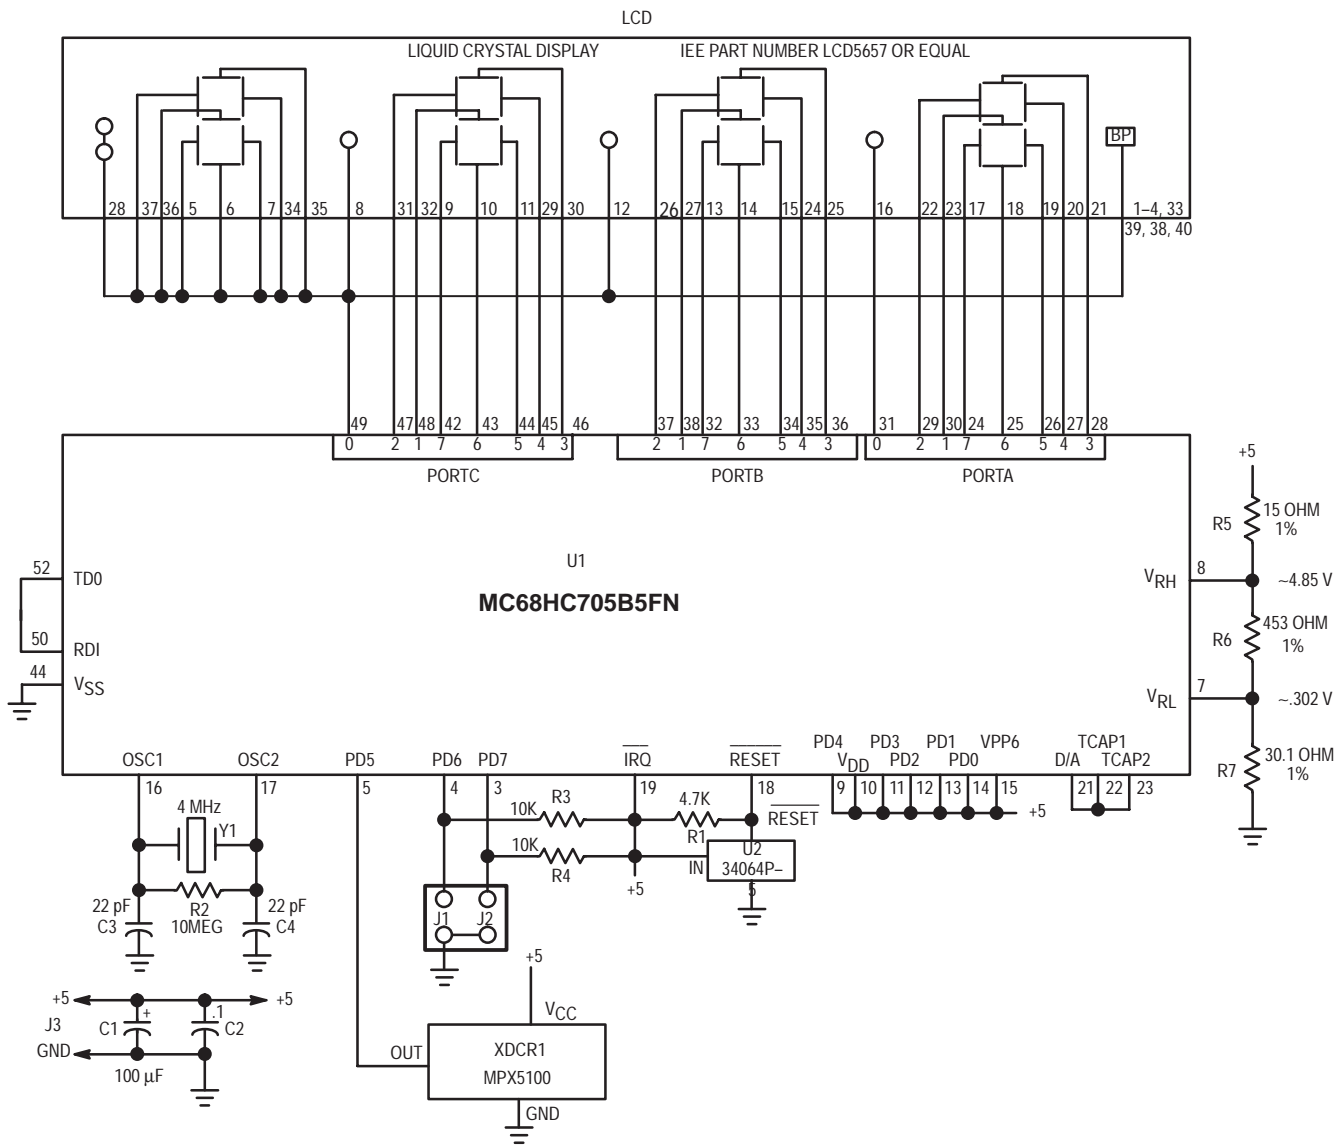 LCD
LIQUID CRYSTAL DISPLAY IEE PART NUMBER LCD5657 OR EQUAL
BP
28 37 36 5 6 7 34 35 8 31 32 9 10 11 29 30 12 26 27 13 14 15 24 25 16 22 23 17 18 19 20 21 1–4, 33
39, 38, 40
49 47 48 42 43 44 45 46 37 38 32 33 34 35 36 31 29 30 24 25 26 27 28
0 2 1 7 6 5 4 3 2 1 7 6 5 4 3 0 2 1 7 6 5 4 3
PORTC PORTB PORTA
+5
R5 15 OHM
1%
U1
MC68HC705B5FN
52 TD0
VRH 8 ~4.85 V
R6 453 OHM
1%
50 RDI
44 VSS
VRL 7 ~.302 V
R7 30.1 OHM
1%
OSC1 OSC2 PD5 PD6 PD7 IRQ RESET PD4 VDD PD3 PD2 PD1 PD0 VPP6 D/A TCAP1 TCAP2
16 17 5 4 3 19 18 9 10 11 12 13 14 15 21 22 23
+5
4 MHz
Y1
10K R3 4.7K
R1
RESET
10K
R4
+5
IN
U2
34064P–
5
R2
10MEG
22 pF
C3
22 pF
C4
J1 J2
+5 +5
J3 C1 + .1 C2
GND
100 µF
+5
VCC
OUT XDCR1
MPX5100
GND